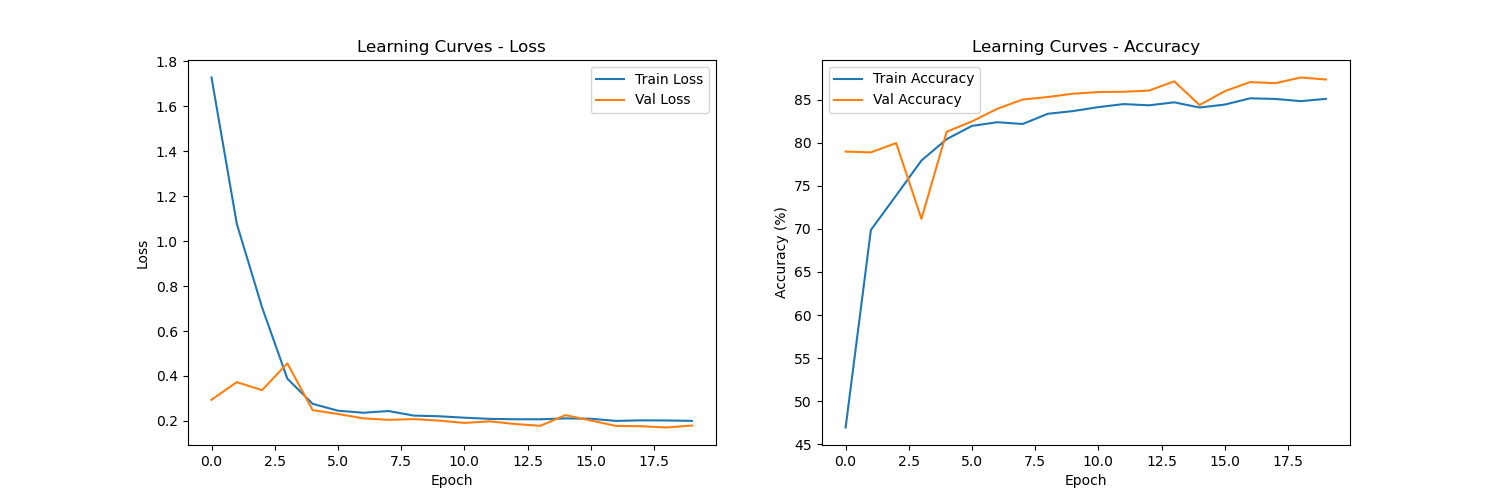 Learning Curves - Loss
1.8
1.6
1.4
1.2
1.0
0.8
0.6
0.4
0.2
Loss
Train Loss
Val Loss
0.0 2.5 5.0 7.5 10.0 12.5 15.0 17.5
Epoch
Learning Curves - Accuracy
85
80
75
70
65
60
55
50
45
Accuracy (%)
Train Accuracy
Val Accuracy
0.0 2.5 5.0 7.5 10.0 12.5 15.0 17.5
Epoch